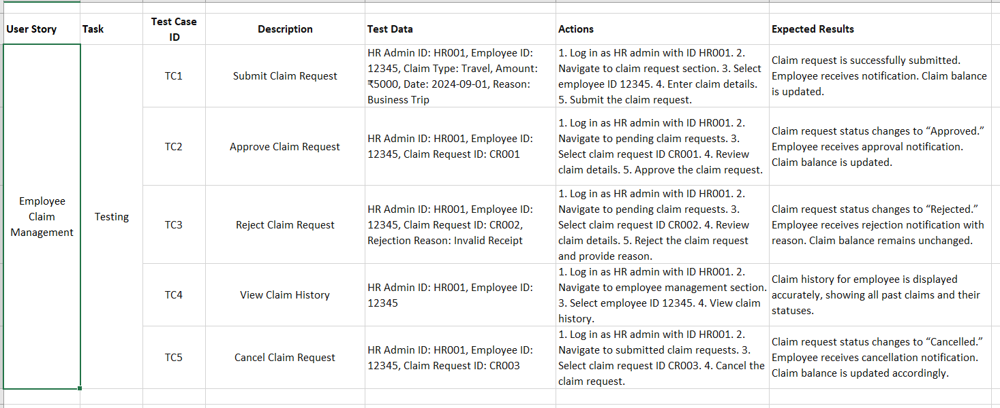 User Story
Task
Test Case
ID
Description
Test Data
Actions
Expected Results
Employee
Claim
Management
Testing
TC1
Submit Claim Request
HR Admin ID: HR001, Employee ID:
12345, Claim Type: Travel, Amount:
₹5000, Date: 2024-09-01, Reason:
Business Trip
1. Log in as HR admin with ID HR001. 2.
Navigate to claim request section. 3. Select
employee ID 12345. 4. Enter claim details.
5. Submit the claim request.
Claim request is successfully submitted.
Employee receives notification. Claim balance
is updated.
TC2
Approve Claim Request
HR Admin ID: HR001, Employee ID:
12345, Claim Request ID: CR001
1. Log in as HR admin with ID HR001. 2.
Navigate to pending claim requests. 3.
Select claim request ID CR001. 4. Review
claim details. 5. Approve the claim request.
Claim request status changes to “Approved.”
Employee receives approval notification.
Claim balance is updated.
TC3
Reject Claim Request
HR Admin ID: HR001, Employee ID:
12345, Claim Request ID: CR002,
Rejection Reason: Invalid Receipt
1. Log in as HR admin with ID HR001. 2.
Navigate to pending claim requests. 3.
Select claim request ID CR002. 4. Review
claim details. 5. Reject the claim request
and provide reason.
Claim request status changes to “Rejected.”
Employee receives rejection notification with
reason. Claim balance remains unchanged.
TC4
View Claim History
HR Admin ID: HR001, Employee ID:
12345
1. Log in as HR admin with ID HR001. 2.
Navigate to employee management section.
3. Select employee ID 12345. 4. View claim
history.
Claim history for employee is displayed
accurately, showing all past claims and their
statuses.
TC5
Cancel Claim Request
HR Admin ID: HR001, Employee ID:
12345, Claim Request ID: CR003
1. Log in as HR admin with ID HR001. 2.
Navigate to submitted claim requests. 3.
Select claim request ID CR003. 4. Cancel the
claim request.
Claim request status changes to “Cancelled.”
Employee receives cancellation notification.
Claim balance is updated accordingly.